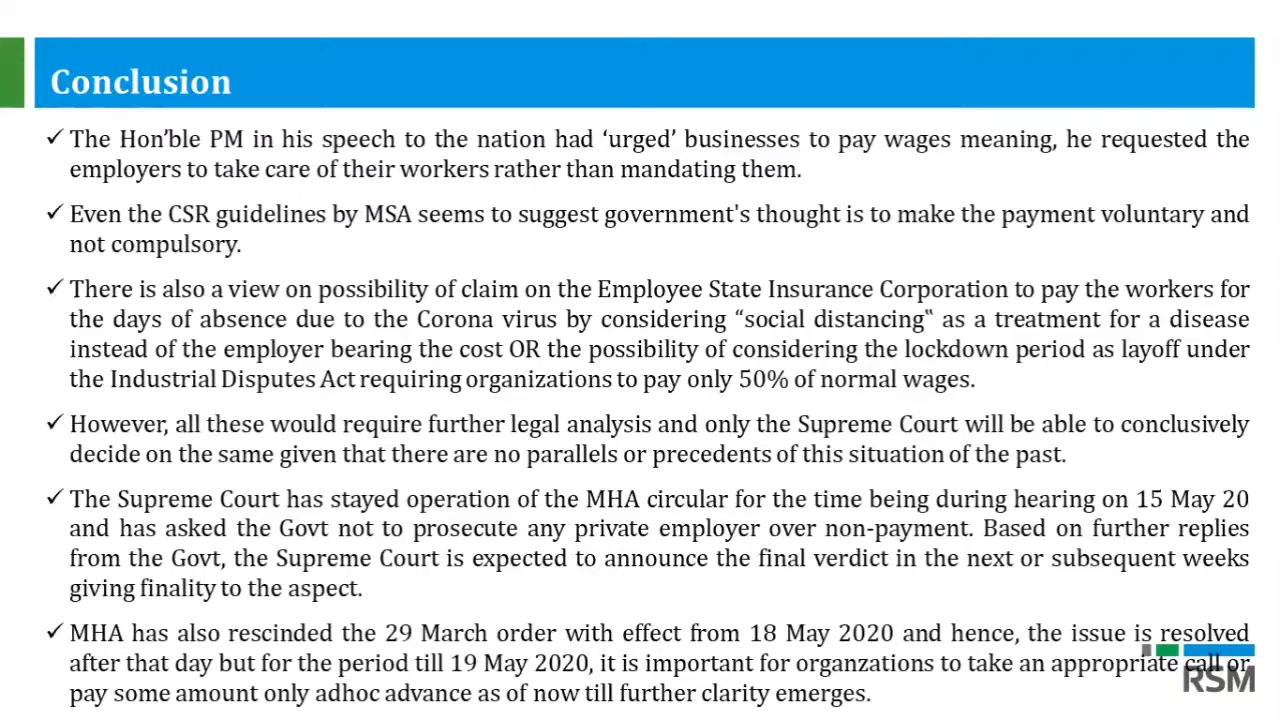 Conclusion
✓ The Hon’ble PM in his speech to the nation had ‘urged’ businesses to pay wages meaning, he requested the
employers to take care of their workers rather than mandating them.
✓ Even the CSR guidelines by MSA seems to suggest government's thought is to make the payment voluntary and
not compulsory.
✓ There is also a view on possibility of claim on the Employee State Insurance Corporation to pay the workers for
the days of absence due to the Corona virus by considering “social distancing‟ as a treatment for a disease
instead of the employer bearing the cost OR the possibility of considering the lockdown period as layoff under
the Industrial Disputes Act requiring organizations to pay only 50% of normal wages.
✓ However, all these would require further legal analysis and only the Supreme Court will be able to conclusively
decide on the same given that there are no parallels or precedents of this situation of the past.
✓ The Supreme Court has stayed operation of the MHA circular for the time being during hearing on 15 May 20
and has asked the Govt not to prosecute any private employer over non-payment. Based on further replies
from the Govt, the Supreme Court is expected to announce the final verdict in the next or subsequent weeks
giving finality to the aspect.
✓ MHA has also rescinded the 29 March order with effect from 18 May 2020 and hence, the issue is resolved
after that day but for the period till 19 May 2020, it is important for organzations to take an appropriate call or
pay some amount only adhoc advance as of now till further clarity emerges.
RSM